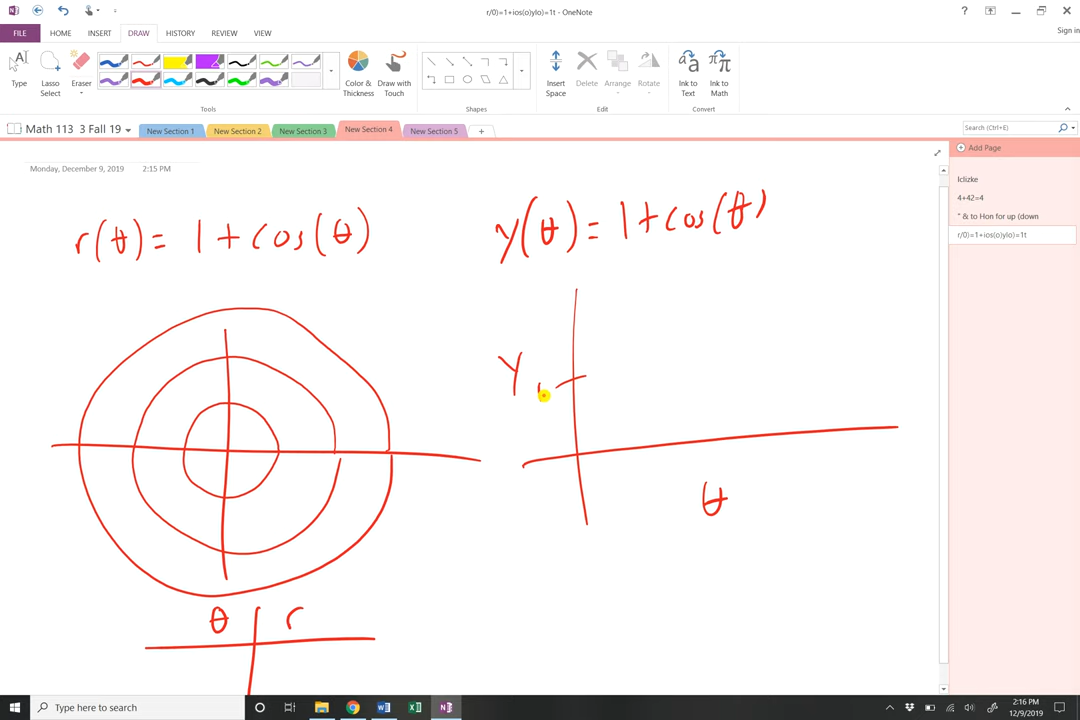 r/0)=1+ios(o)ylo)=1t - OneNote
?
Sign in
FILE HOME INSERT DRAW HISTORY REVIEW VIEW
Type
Lasso Select
Eraser
Color & Thickness
Draw with Touch
Insert Space
Delete
Arrange
Rotate
Ink to Text
Ink to Math
Tools
Shapes
Edit
Convert
Math 113 3 Fall 19
New Section 1
New Section 2
New Section 3
New Section 4
New Section 5
+
Search (Ctrl+E)
Add Page
Iclizke
4+42=4
" & to Hon for up (down
r/0)=1+ios(o)ylo)=1t
Monday, December 9, 2019 2:15 PM
r(θ) = 1 + cos(θ)
y(θ) = 1 + cos(θ)
y
θ
θ r
Type here to search
2:16 PM
12/9/2019